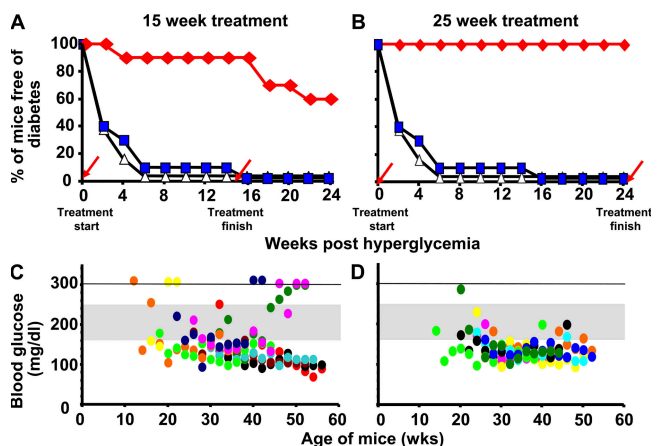 A 15 week treatment
B 25 week treatment
% of mice free of
diabetes
100
80
60
40
20
0
0 4 8 12 16 20 24
0 4 8 12 16 20 24
Treatment
start
Treatment
finish
Treatment
start
Treatment
finish
Weeks post hyperglycemia
C
D
Blood glucose
(mg/dl)
300
200
100
0
0 10 20 30 40 50 60
0 10 20 30 40 50 60
Age of mice (wks)